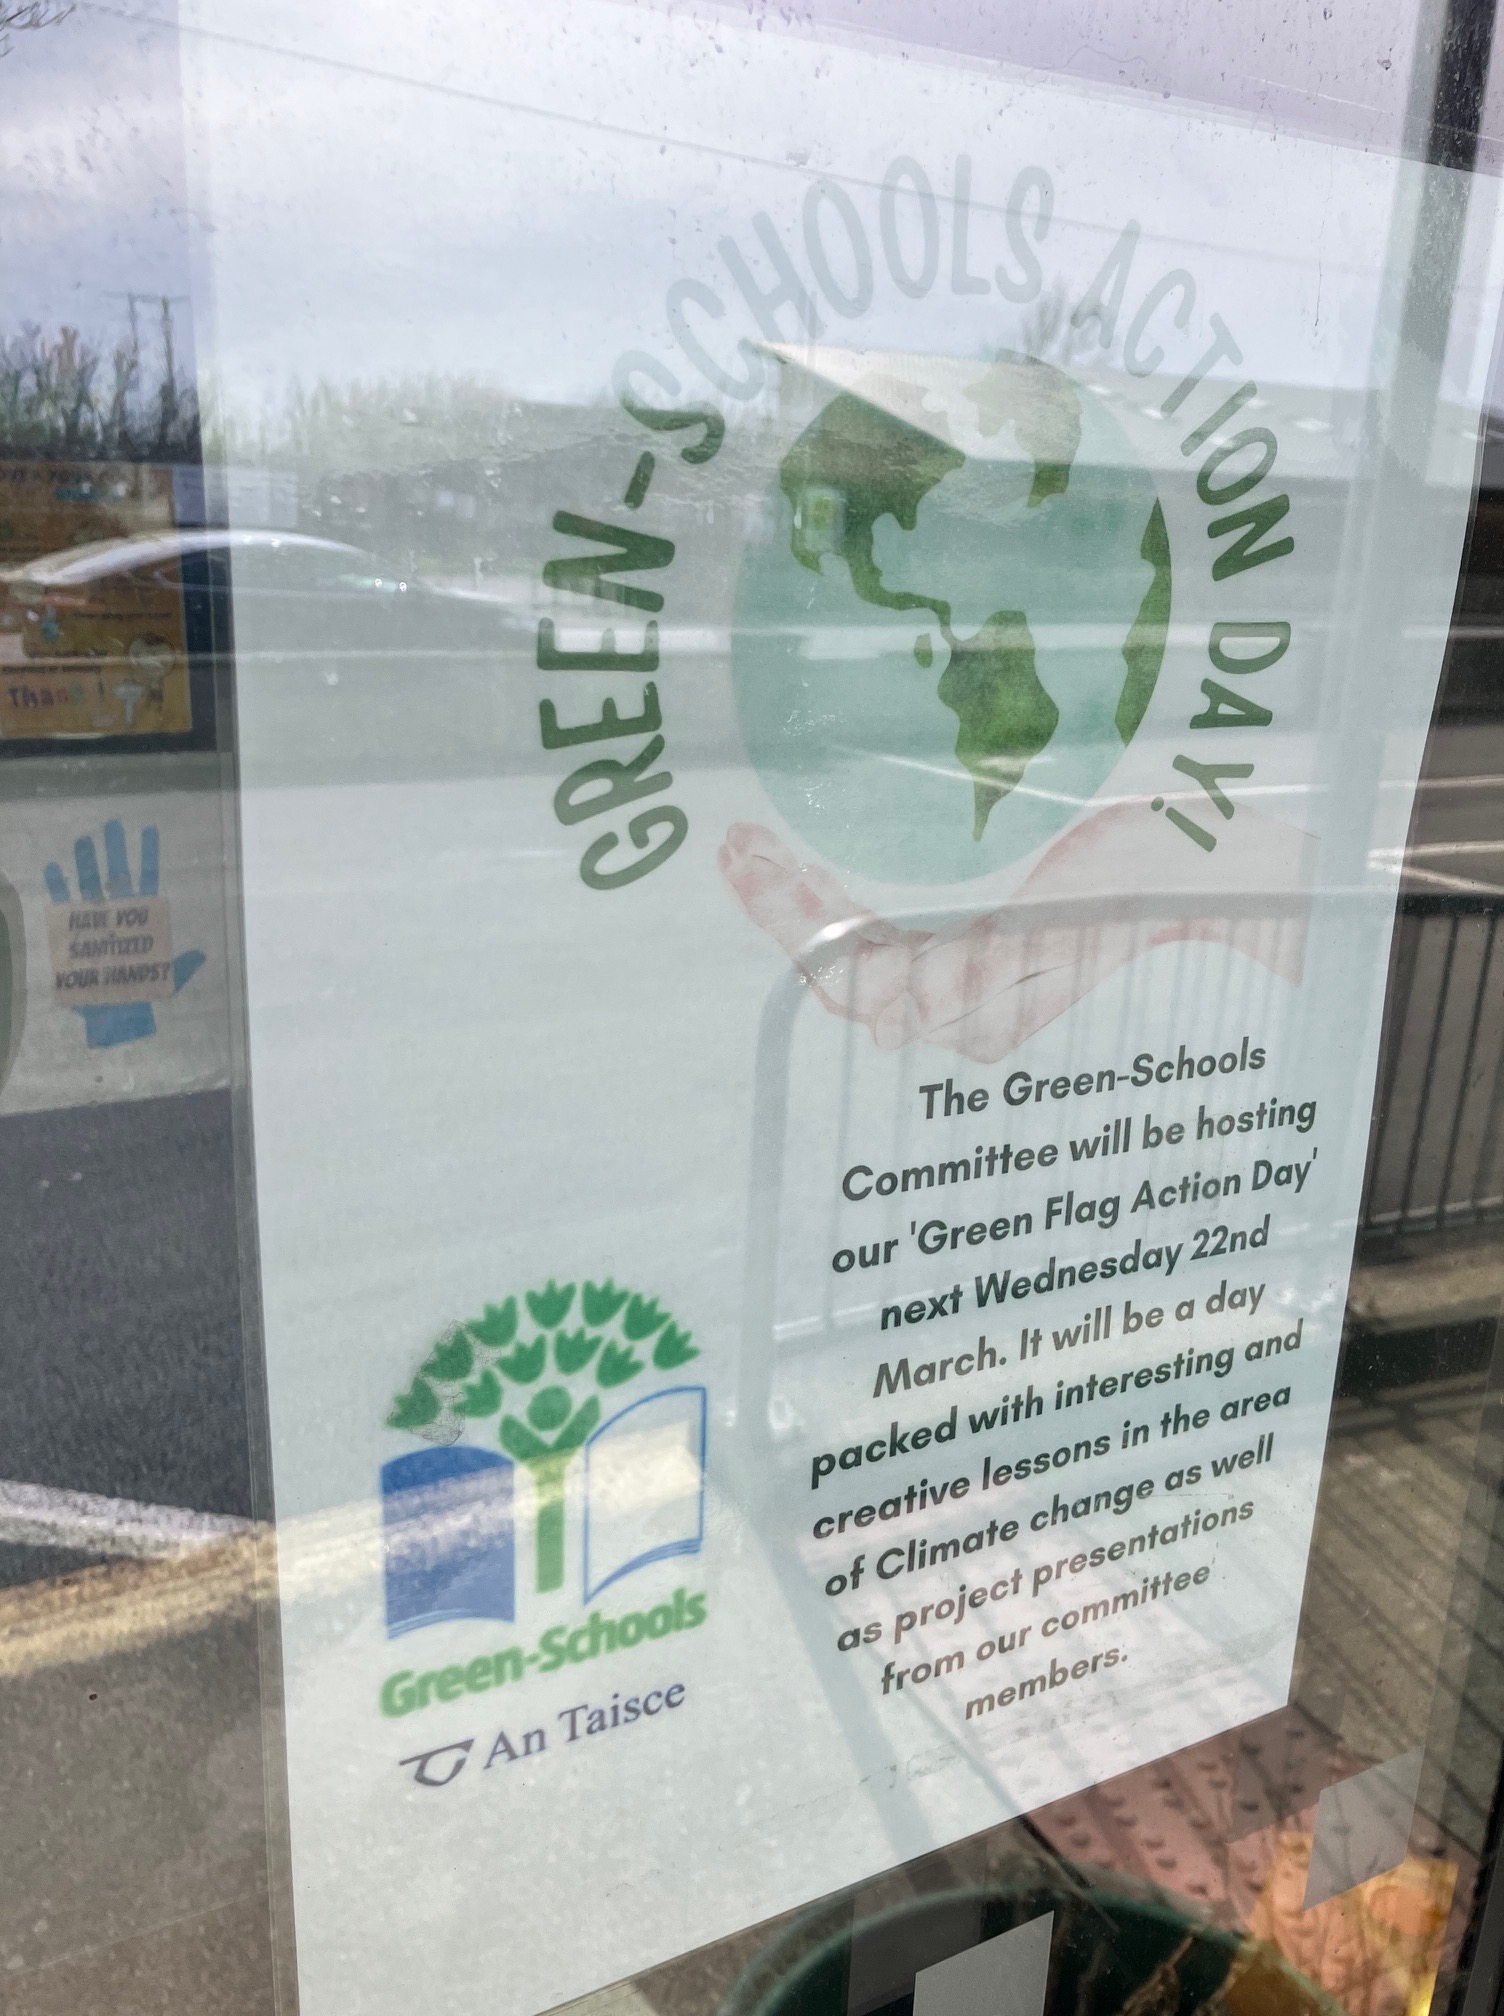 GREEN-SCHOOLS ACTION DAY!
HAVE YOU
SANITIZED
YOUR HANDS?
Thank
The Green-Schools
Committee will be hosting
our 'Green Flag Action Day'
next Wednesday 22nd
March. It will be a day
packed with interesting and
creative lessons in the area
of Climate change as well
as project presentations
from our committee
members.
Green-Schools
An Taisce